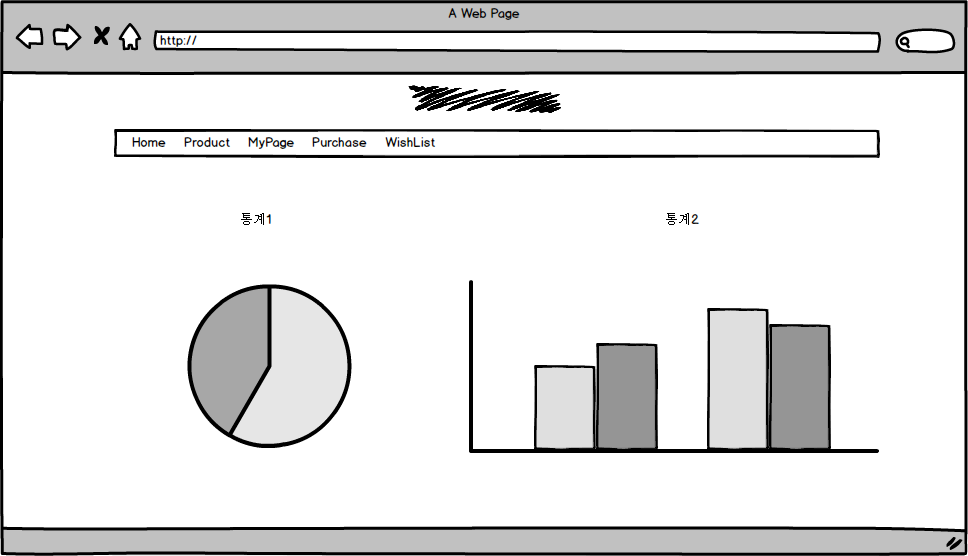 A Web Page
http://
Home Product MyPage Purchase WishList
통계1 통계2